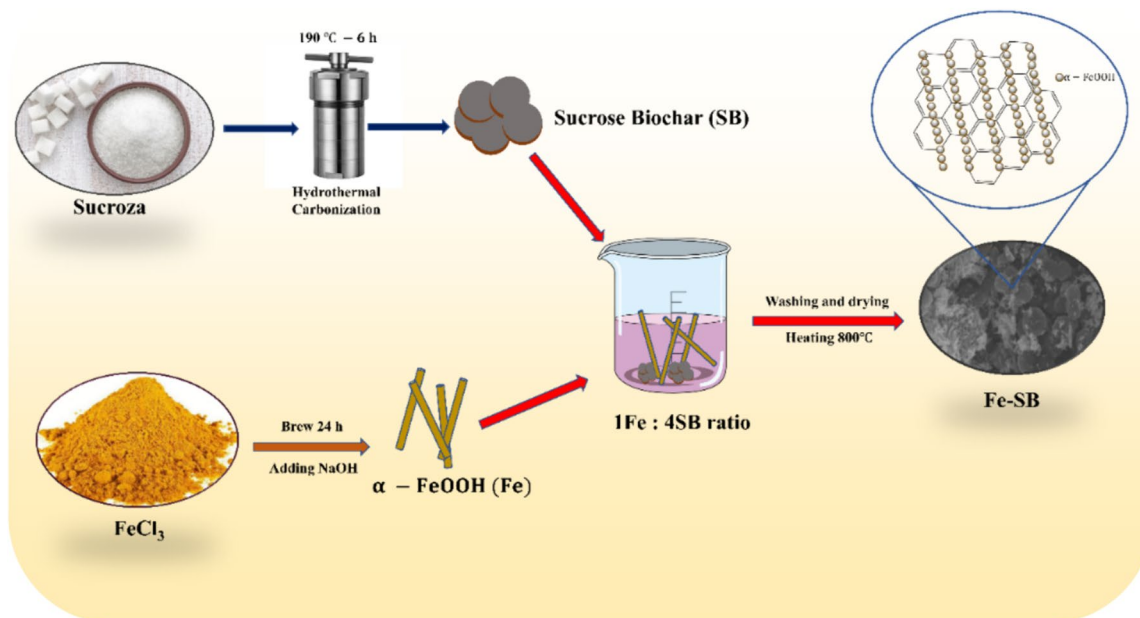 190 ℃ – 6 h
Hydrothermal
Carbonization
Sucroza
Sucrose Biochar (SB)
α – FeOOH
Washing and drying
Heating 800℃
Fe-SB
1Fe : 4SB ratio
Brew 24 h
Adding NaOH
α – FeOOH (Fe)
FeCl₃